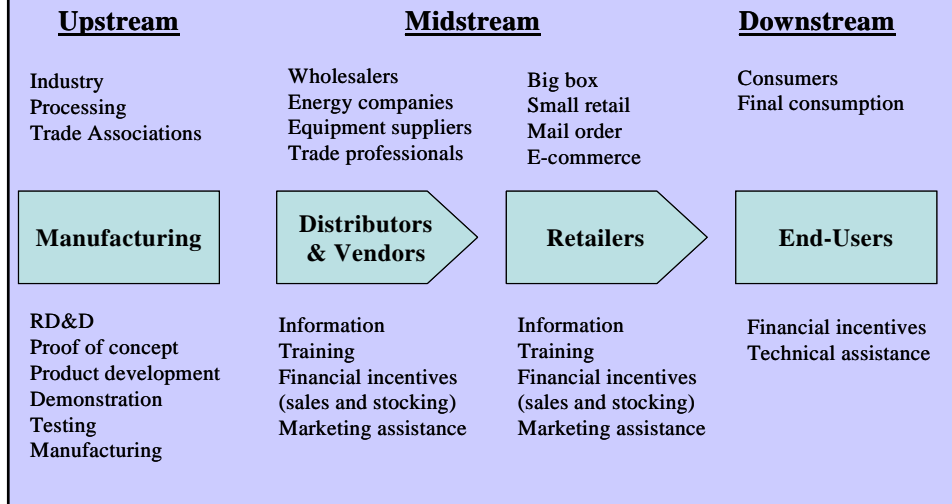 Upstream
Midstream
Downstream
Industry
Processing
Trade Associations
Wholesalers
Energy companies
Equipment suppliers
Trade professionals
Big box
Small retail
Mail order
E-commerce
Consumers
Final consumption
Manufacturing
Distributors
& Vendors
Retailers
End-Users
RD&D
Proof of concept
Product development
Demonstration
Testing
Manufacturing
Information
Training
Financial incentives
(sales and stocking)
Marketing assistance
Information
Training
Financial incentives
(sales and stocking)
Marketing assistance
Financial incentives
Technical assistance